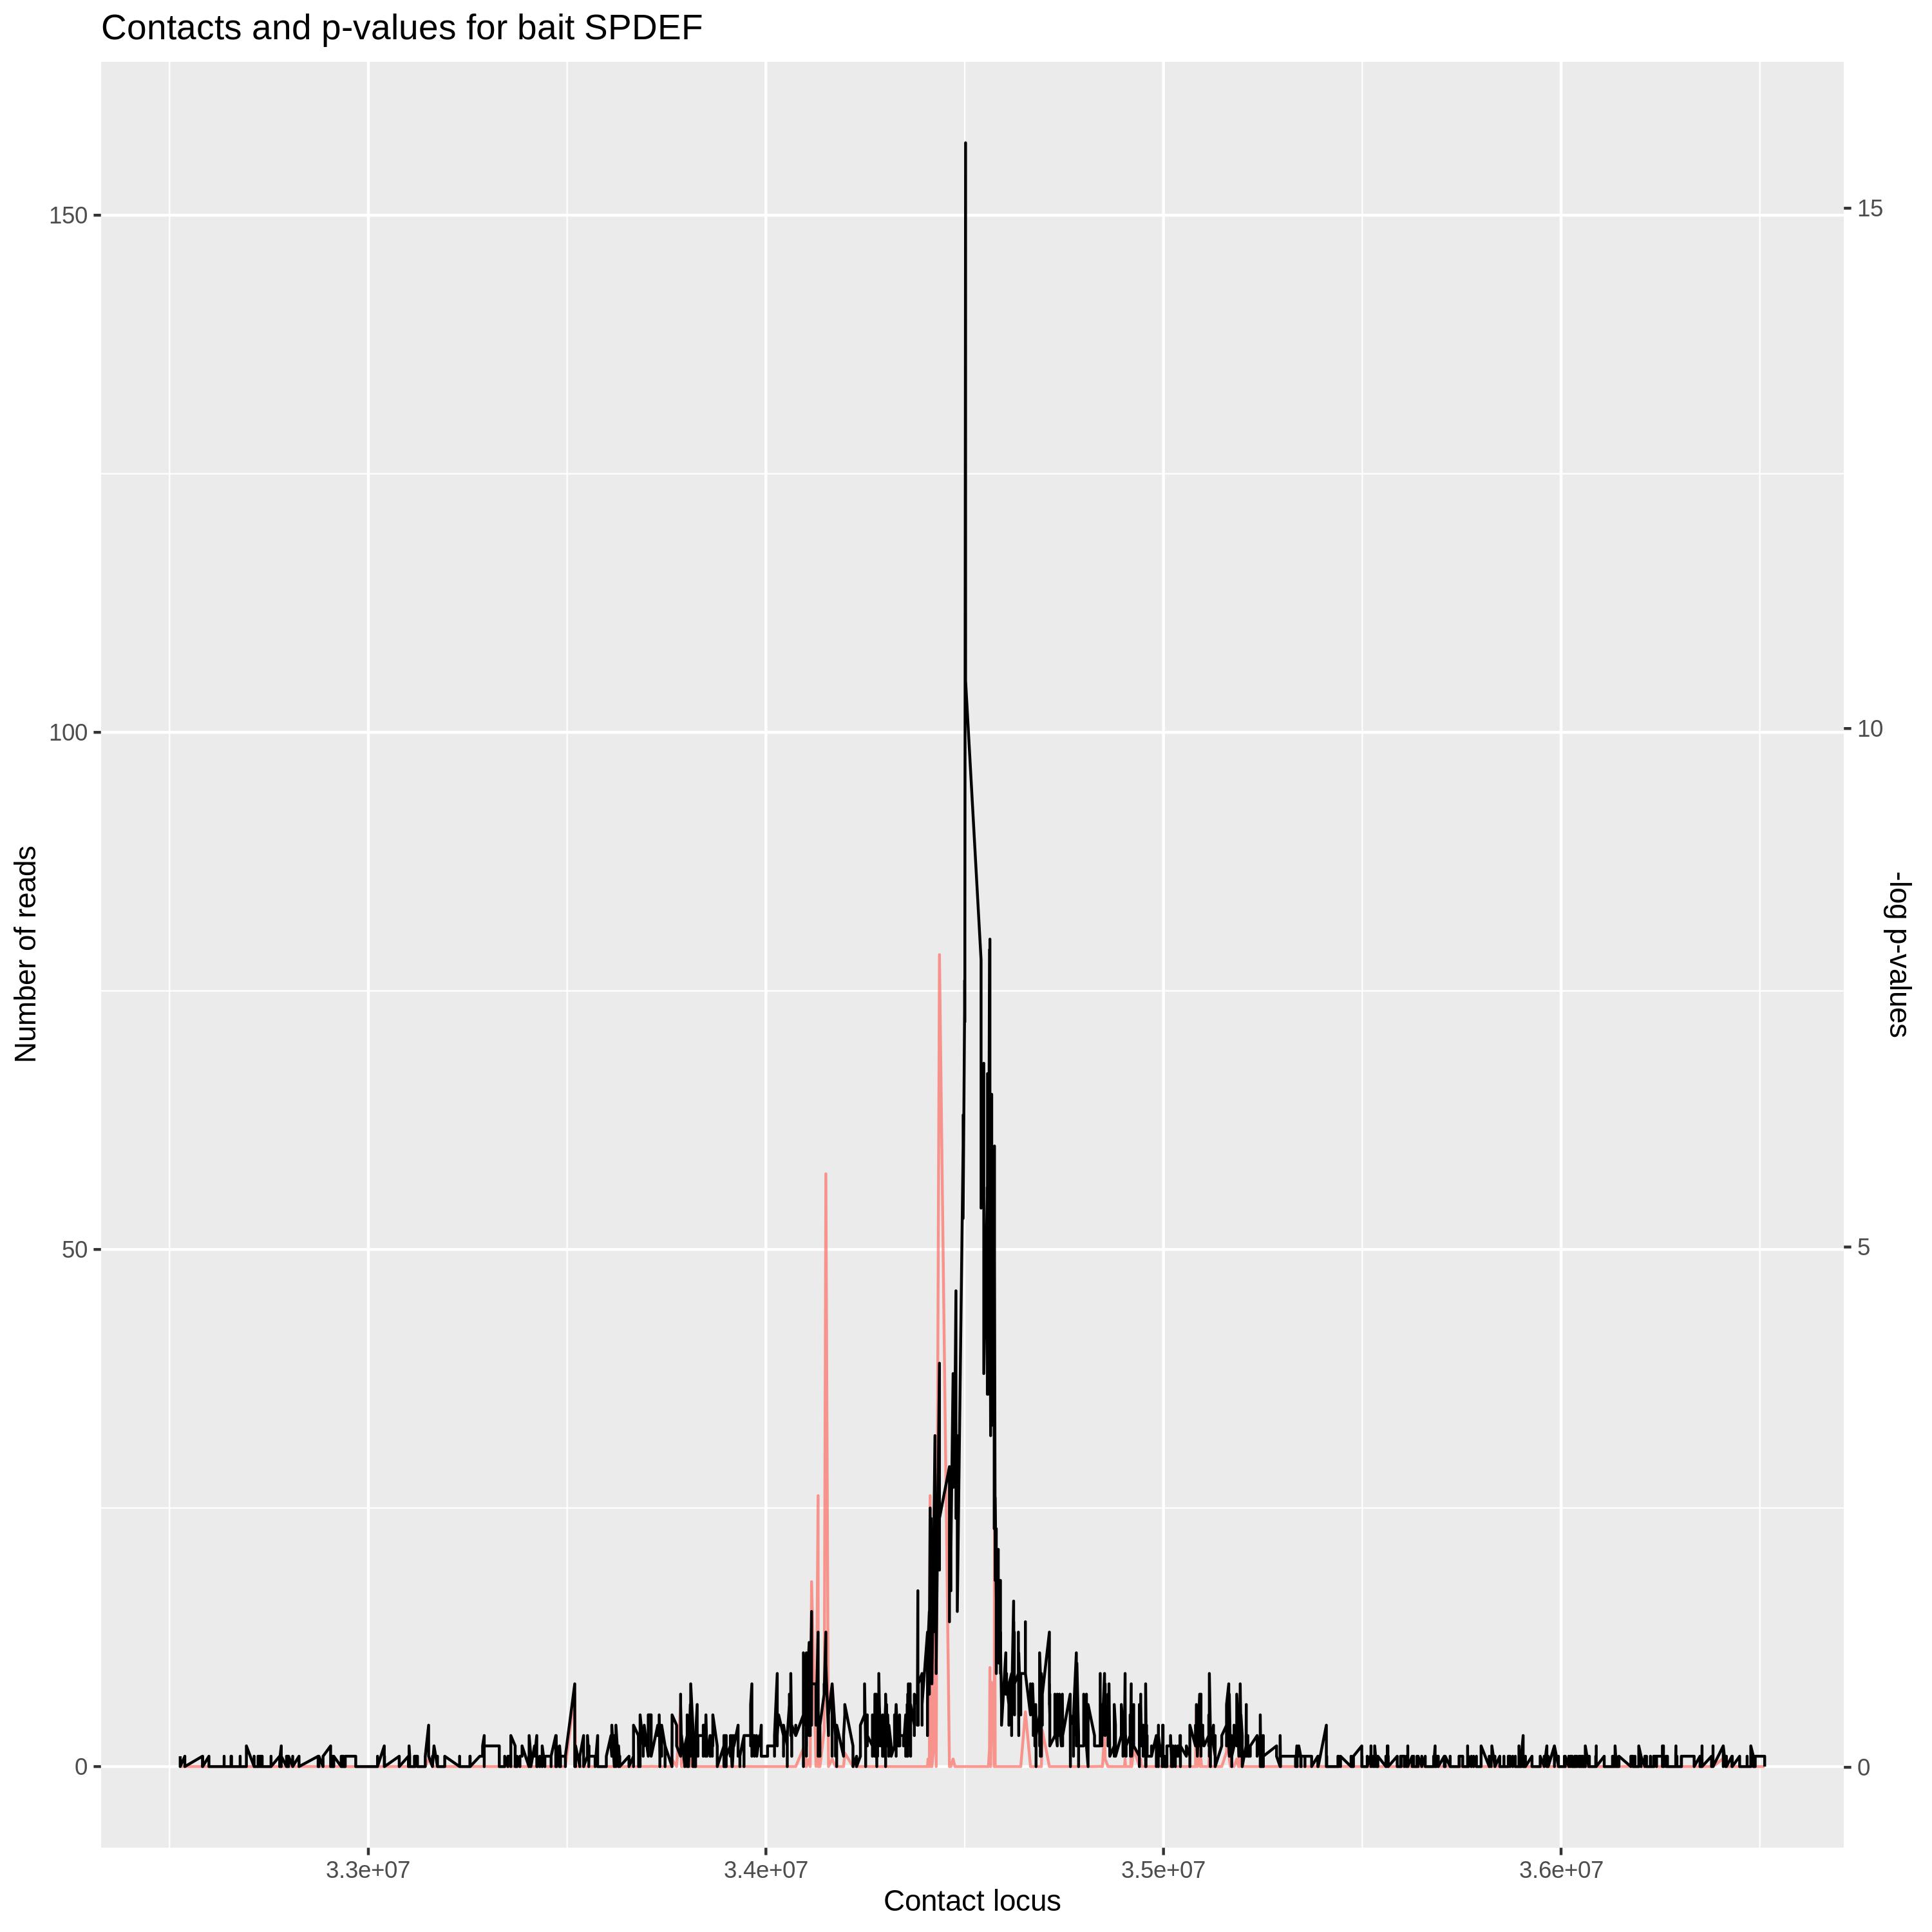 Contacts and p-values for bait SPDEF
150
100
50
0
15
10
5
0
Number of reads
-log p-values
3.3e+07
3.4e+07
3.5e+07
3.6e+07
Contact locus